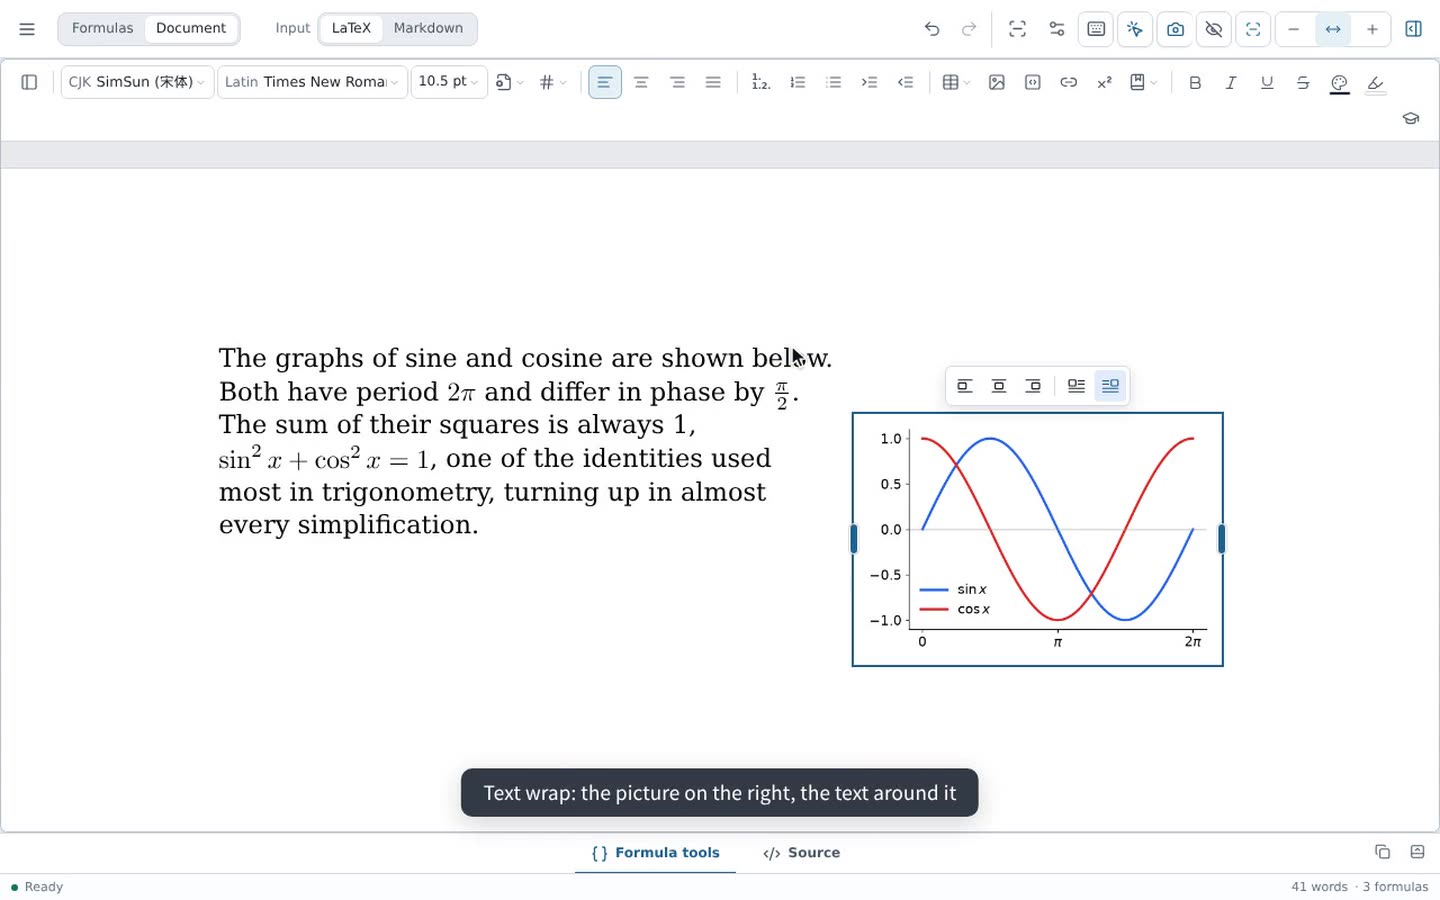 Formulas Document Input LaTeX Markdown
CJK SimSun (宋体) Latin Times New Roma 10.5 pt
The graphs of sine and cosine are shown below.
Both have period 2π and differ in phase by π/2.
The sum of their squares is always 1,
sin² x + cos² x = 1, one of the identities used
most in trigonometry, turning up in almost
every simplification.
1.0
0.5
0.0
−0.5
−1.0
sin x
cos x
0 π 2π
Text wrap: the picture on the right, the text around it
{ } Formula tools </> Source
Ready 41 words · 3 formulas